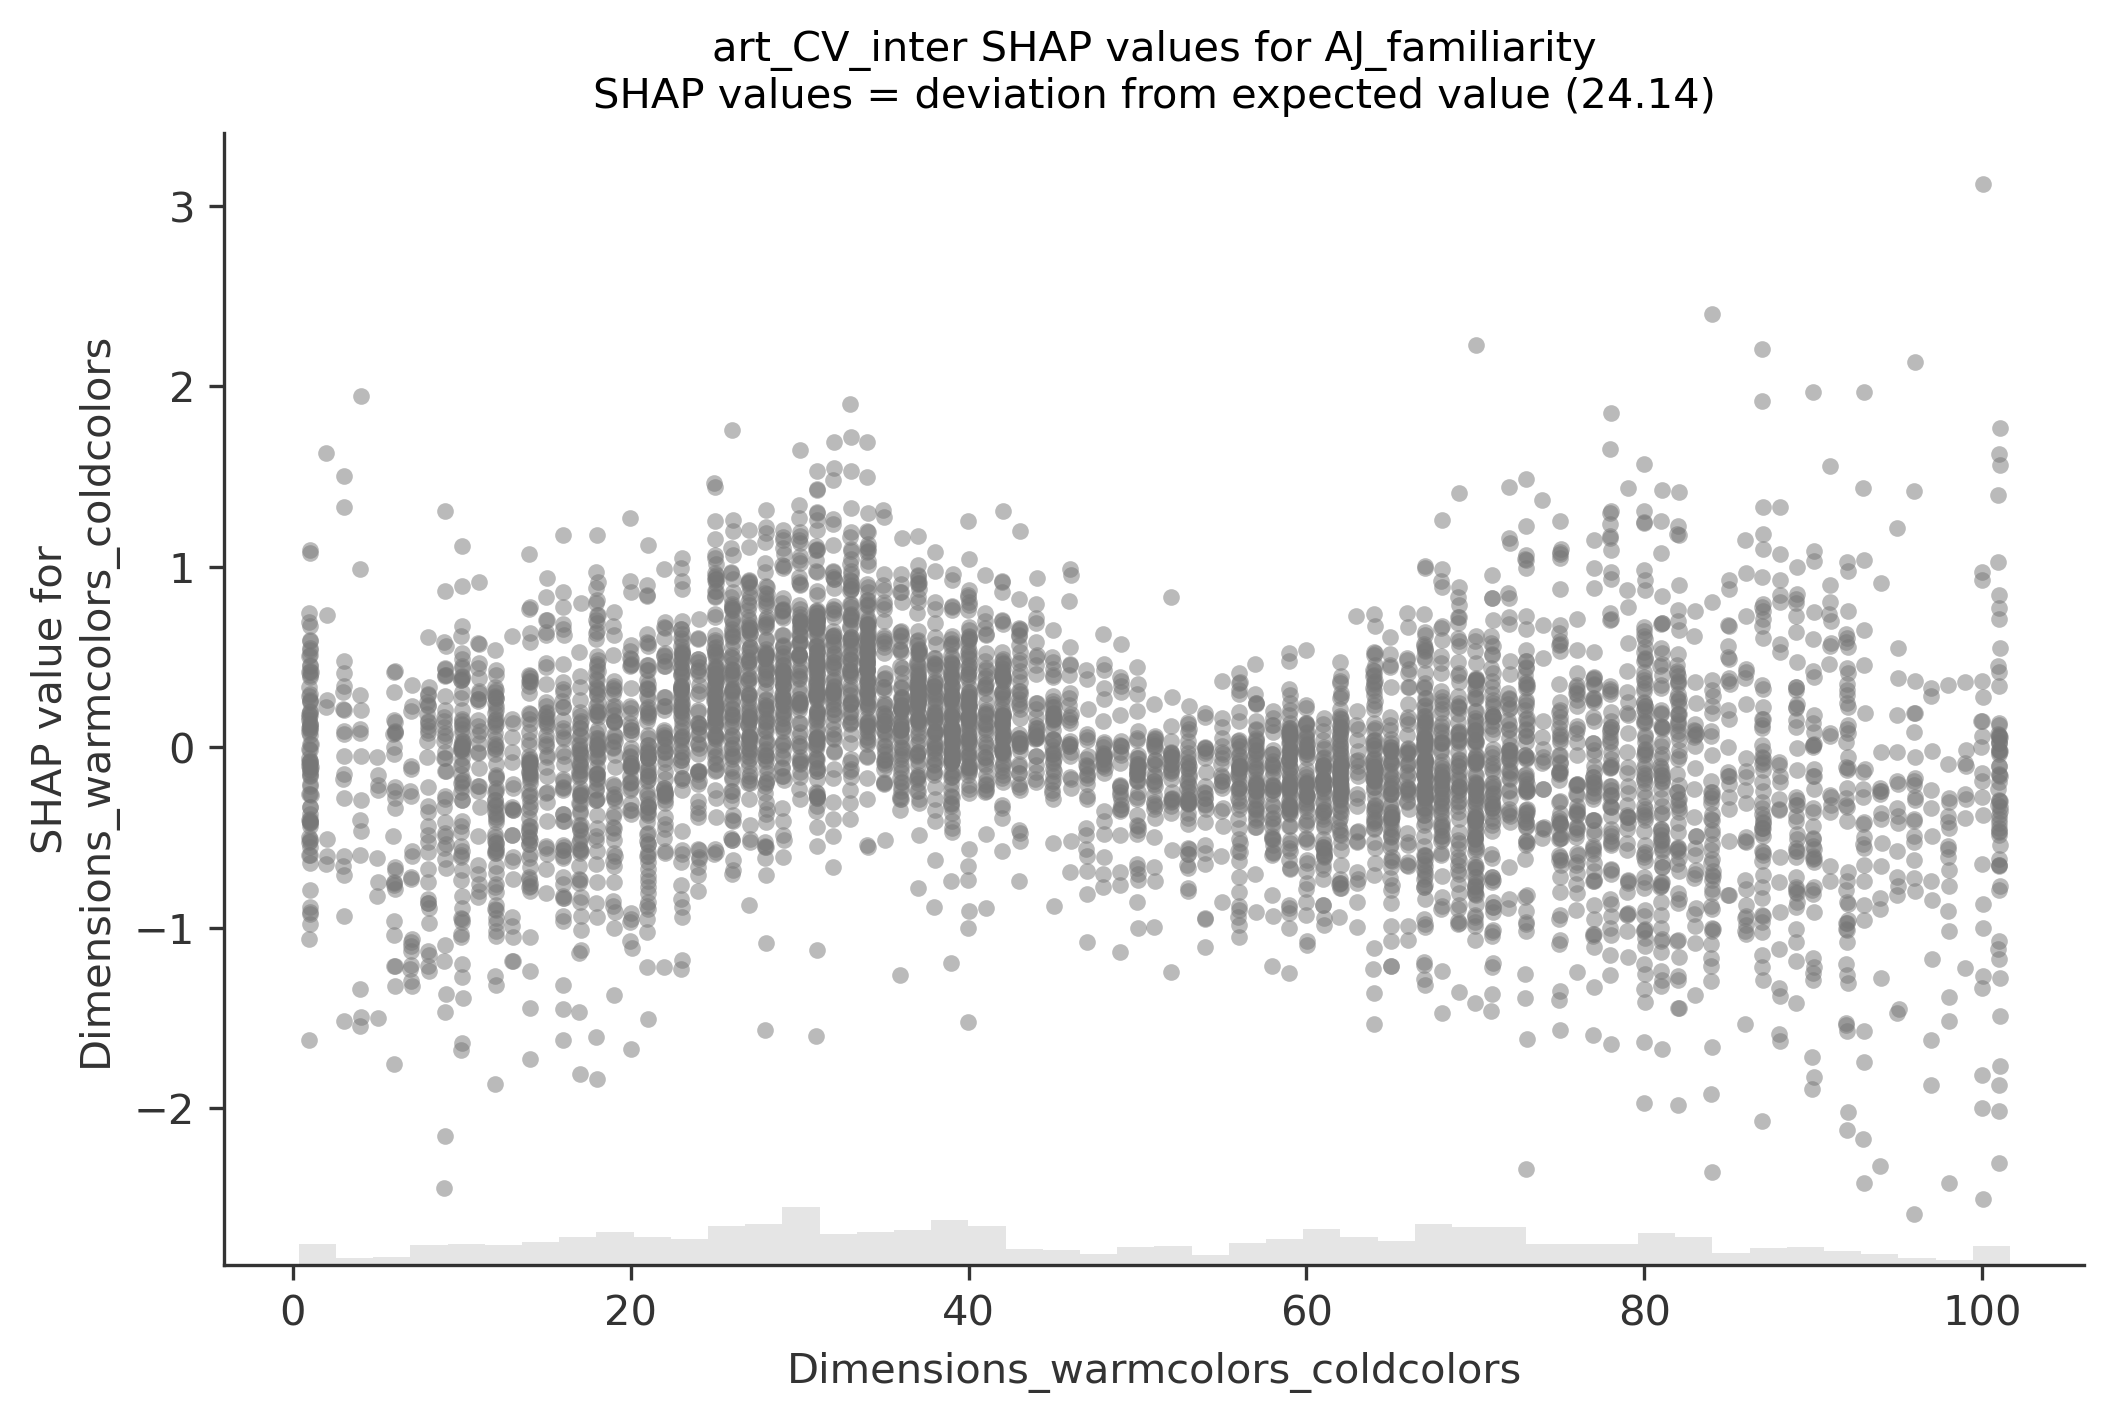 art_CV_inter SHAP values for AJ_familiarity
SHAP values = deviation from expected value (24.14)
SHAP value for
Dimensions_warmcolors_coldcolors
3
2
1
0
−1
−2
0
20
40
60
80
100
Dimensions_warmcolors_coldcolors